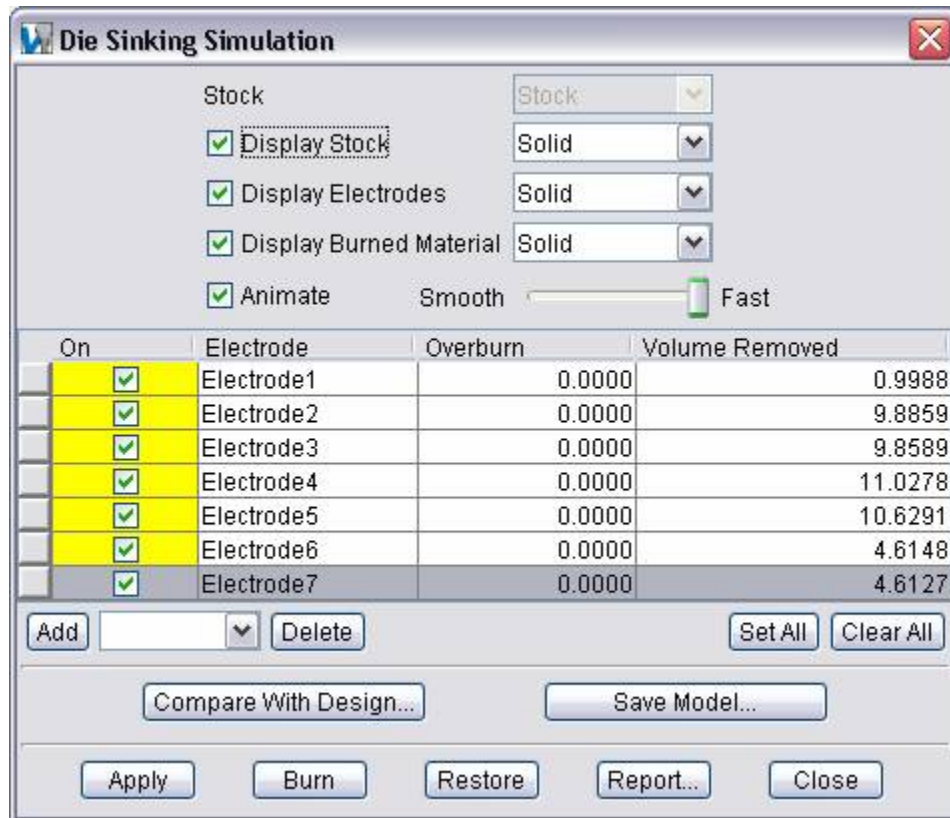 Die Sinking Simulation
Stock Stock
Display Stock Solid
Display Electrodes Solid
Display Burned Material Solid
Animate Smooth Fast
On Electrode Overburn Volume Removed
Electrode1 0.0000 0.9988
Electrode2 0.0000 9.8859
Electrode3 0.0000 9.8589
Electrode4 0.0000 11.0278
Electrode5 0.0000 10.6291
Electrode6 0.0000 4.6148
Electrode7 0.0000 4.6127
Add Delete Set All Clear All
Compare With Design... Save Model...
Apply Burn Restore Report... Close